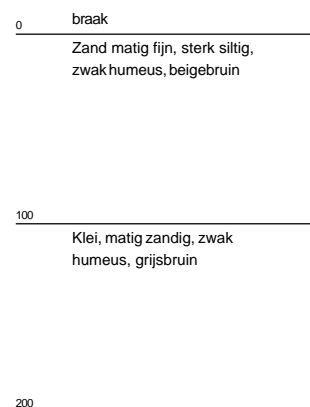 0 braak
Zand matig fijn, sterk siltig,
zwak humeus, beigebruin
100
Klei, matig zandig, zwak
humeus, grijsbruin
200